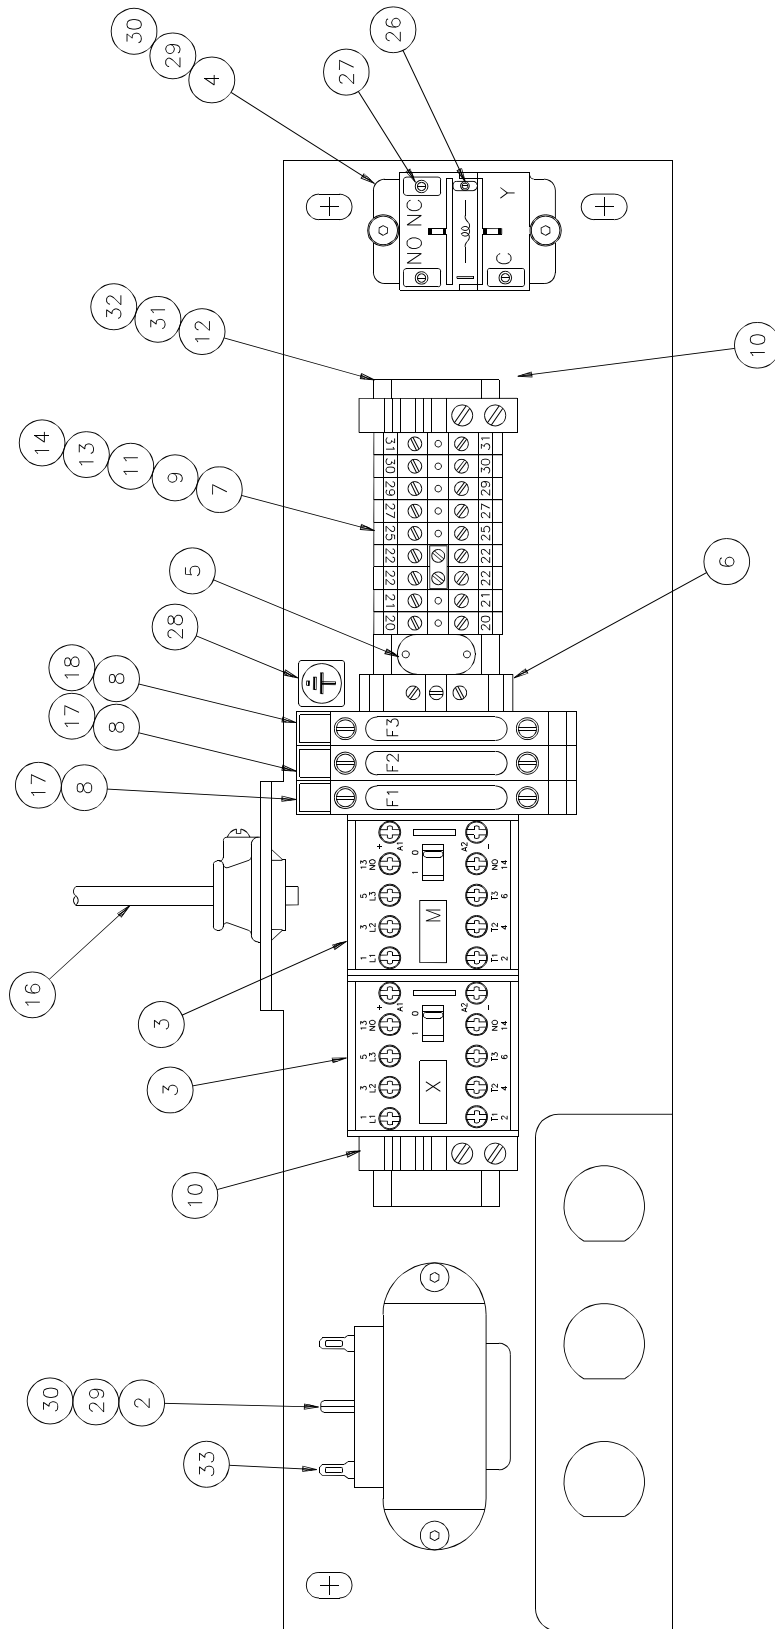 30
29
4
27
26
NO NC
C
Y
32
31
12
10
14
13
11
9
7
31
31
30
30
29
29
27
27
25
25
22
22
22
22
21
21
20
20
5
6
28
18
8
17
8
17
8
F3
F2
F1
16
3
3
13 NO
5 L3
3 L2
1 L1
+
A1
1 0
M
A2
-
NO 14
T3 6
T2 4
T1 2
13 NO
5 L3
3 L2
1 L1
+
A1
1 0
X
A2
-
NO 14
T3 6
T2 4
T1 2
10
30
29
2
33